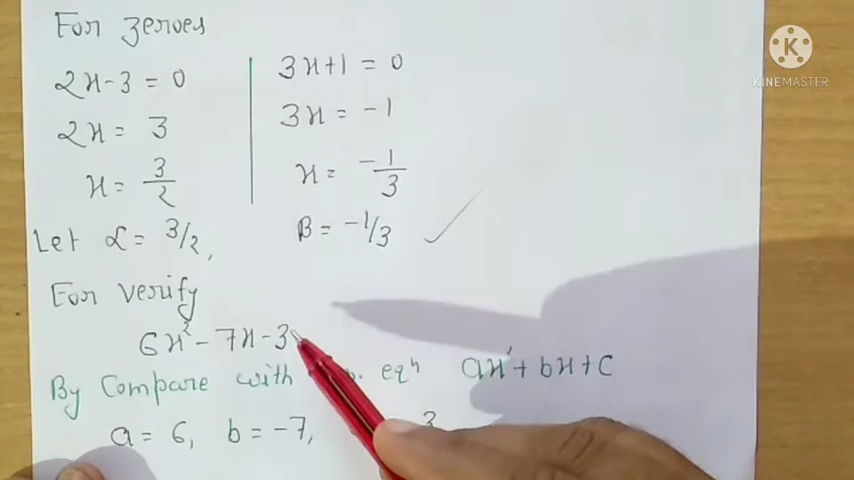 For zeroes
2x-3 = 0
2x = 3
x = 3/2
3x+1 = 0
3x = -1
x = -1/3
Let α = 3/2, β = -1/3 ✓
For verify
6x² - 7x - 3
By Compare with eqⁿ ax² + bx + c
a = 6, b = -7, 3
K
KINEMASTER